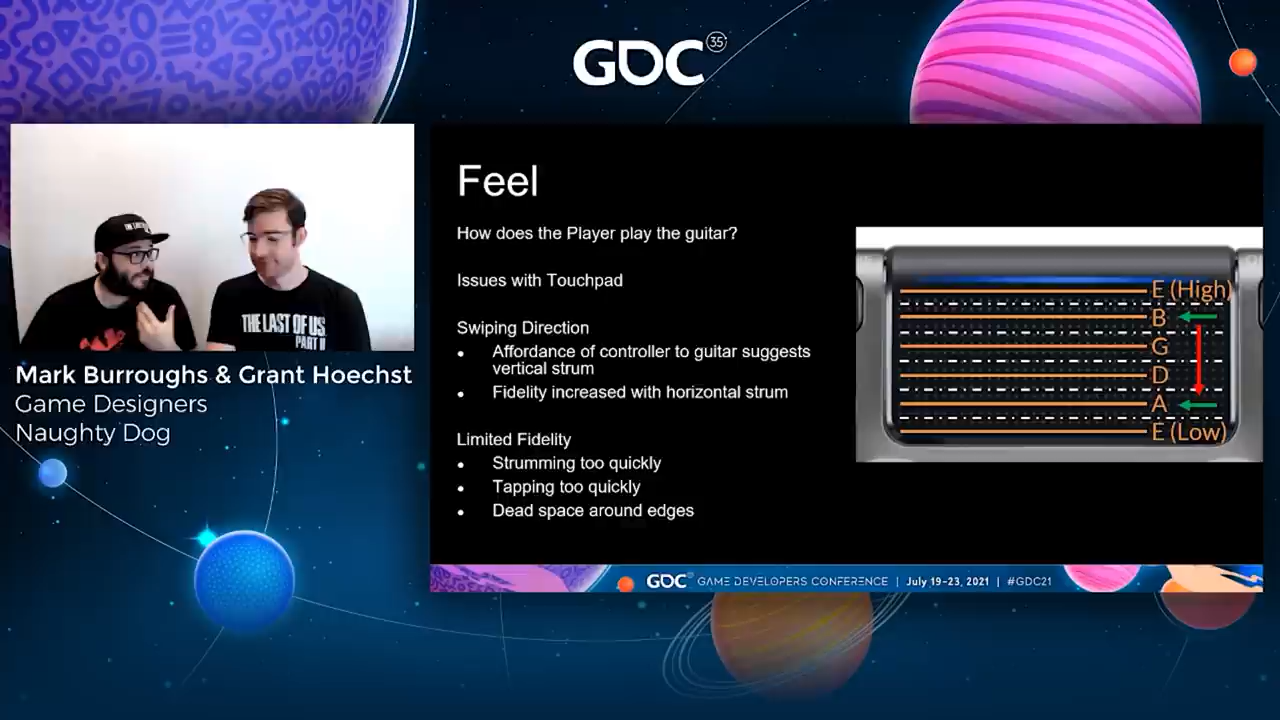 GDC 35
THE LAST OF US
PART II
Mark Burroughs & Grant Hoechst
Game Designers
Naughty Dog
Feel
How does the Player play the guitar?
Issues with Touchpad
Swiping Direction
• Affordance of controller to guitar suggests
vertical strum
• Fidelity increased with horizontal strum
Limited Fidelity
• Strumming too quickly
• Tapping too quickly
• Dead space around edges
E (High)
B
G
D
A
E (Low)
GDC GAME DEVELOPERS CONFERENCE | July 19-23, 2021 | #GDC21